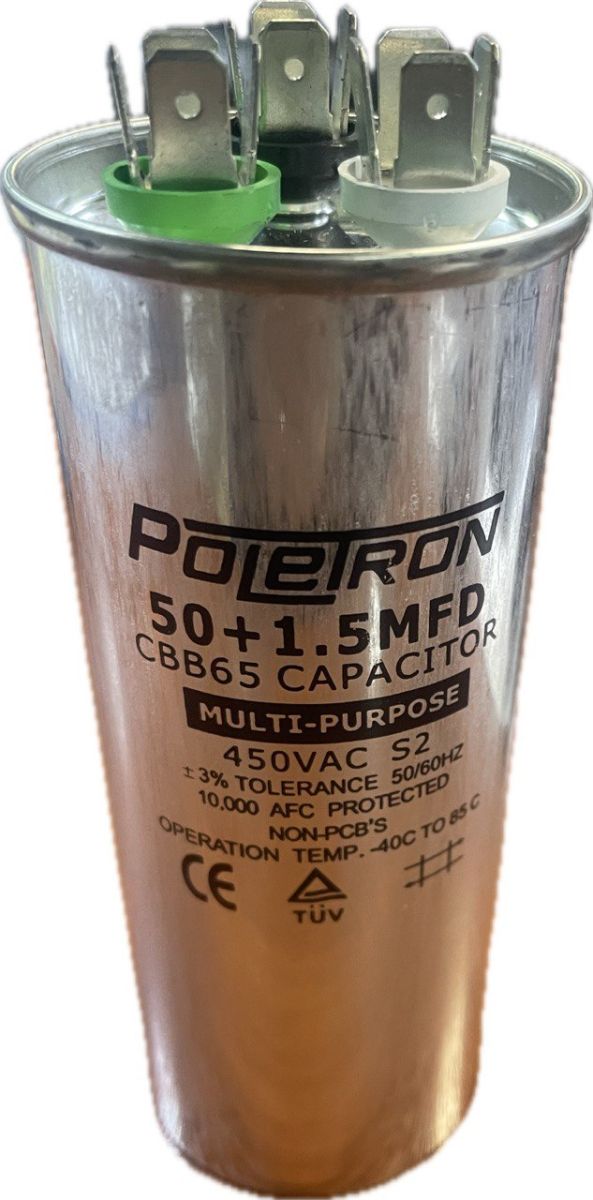 POLETRON
50+1.5MFD
CBB65 CAPACITOR
MULTI-PURPOSE
450VAC S2
±3% TOLERANCE 50/60HZ
10,000 AFC PROTECTED
NON-PCB'S
OPERATION TEMP. -40C TO 85 C
CE
TÜV